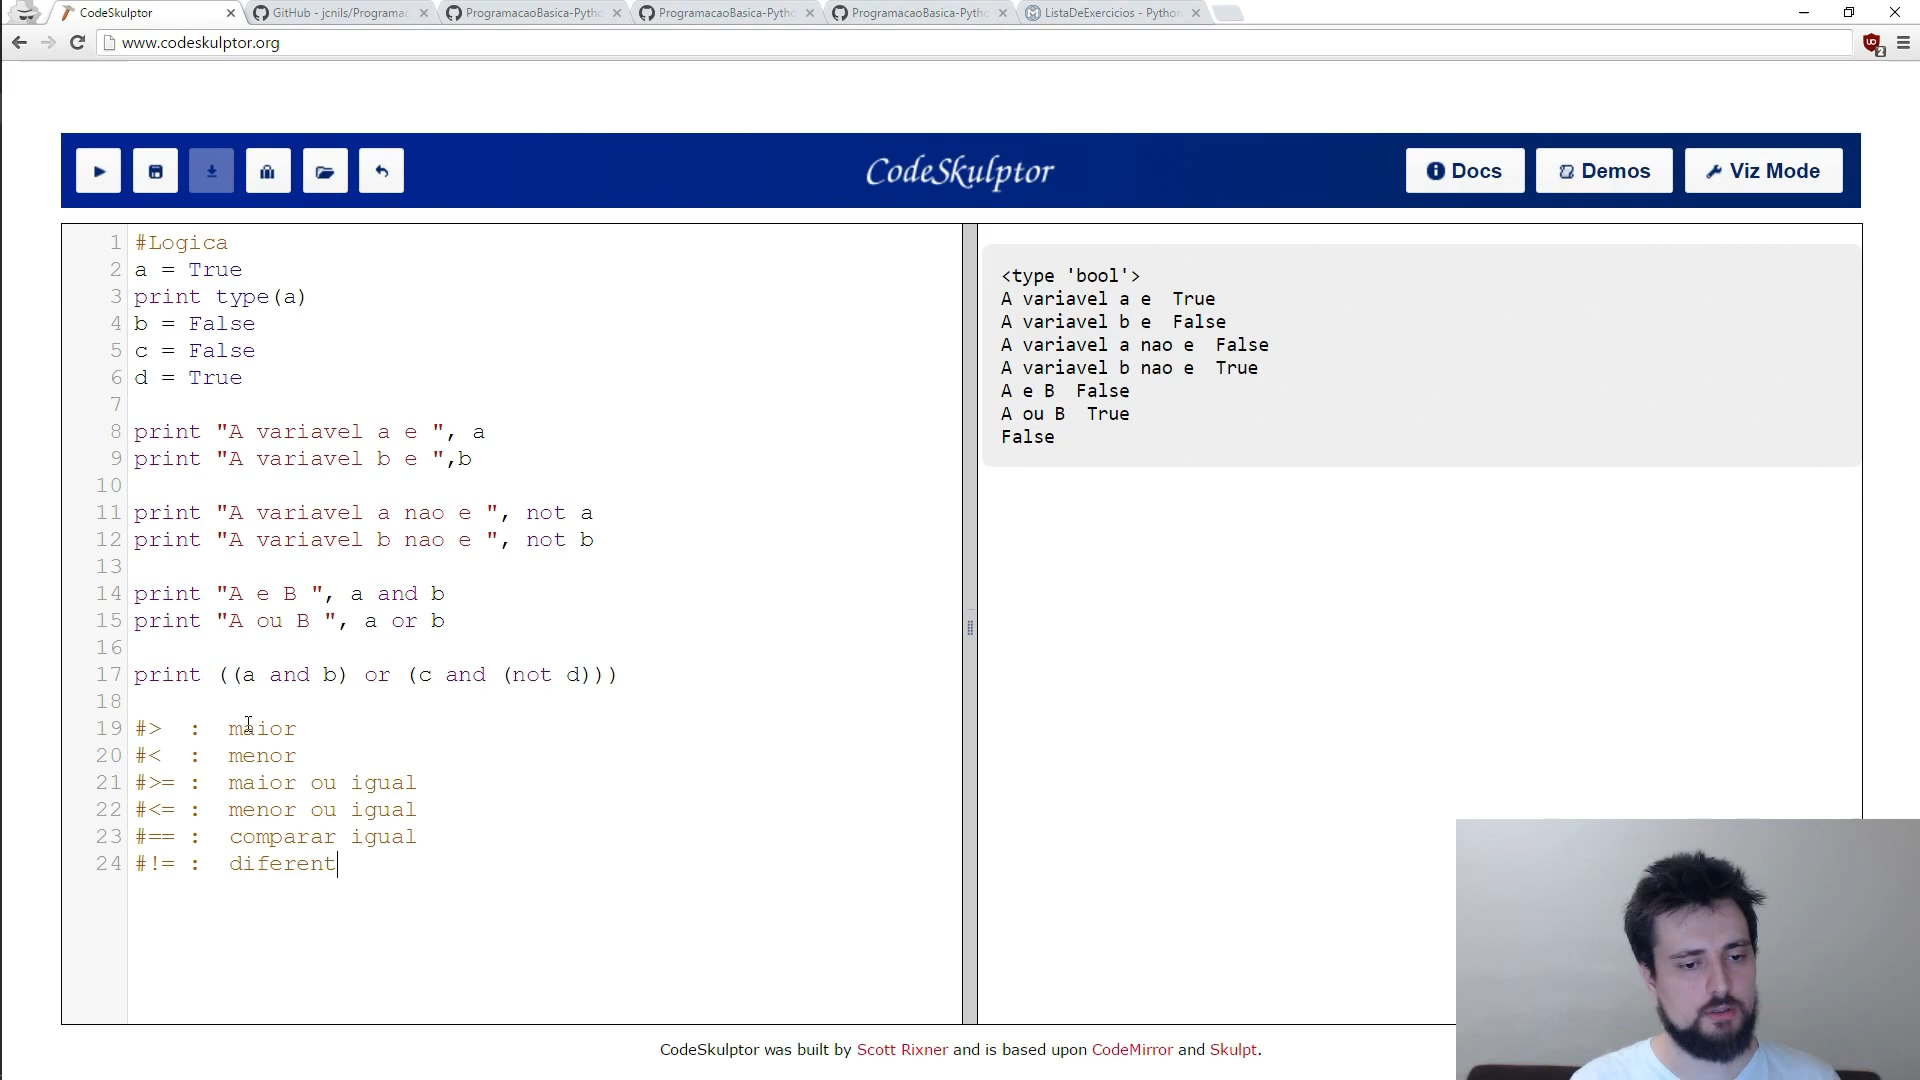 CodeSkulptor
GitHub - jcnils/Programac
ProgramacaoBasica-Pytho
ProgramacaoBasica-Pytho
ProgramacaoBasica-Pytho
ListaDeExercicios - Python
www.codeskulptor.org
2
CodeSkulptor
Docs
Demos
Viz Mode
1 #Logica
2 a = True
3 print type(a)
4 b = False
5 c = False
6 d = True
7
8 print "A variavel a e ", a
9 print "A variavel b e ",b
10
11 print "A variavel a nao e ", not a
12 print "A variavel b nao e ", not b
13
14 print "A e B ", a and b
15 print "A ou B ", a or b
16
17 print ((a and b) or (c and (not d)))
18
19 #>  :  maior
20 #<  :  menor
21 #>= :  maior ou igual
22 #<= :  menor ou igual
23 #== :  comparar igual
24 #!= :  diferent
<type 'bool'>
A variavel a e  True
A variavel b e  False
A variavel a nao e  False
A variavel b nao e  True
A e B  False
A ou B  True
False
CodeSkulptor was built by Scott Rixner and is based upon CodeMirror and Skulpt.